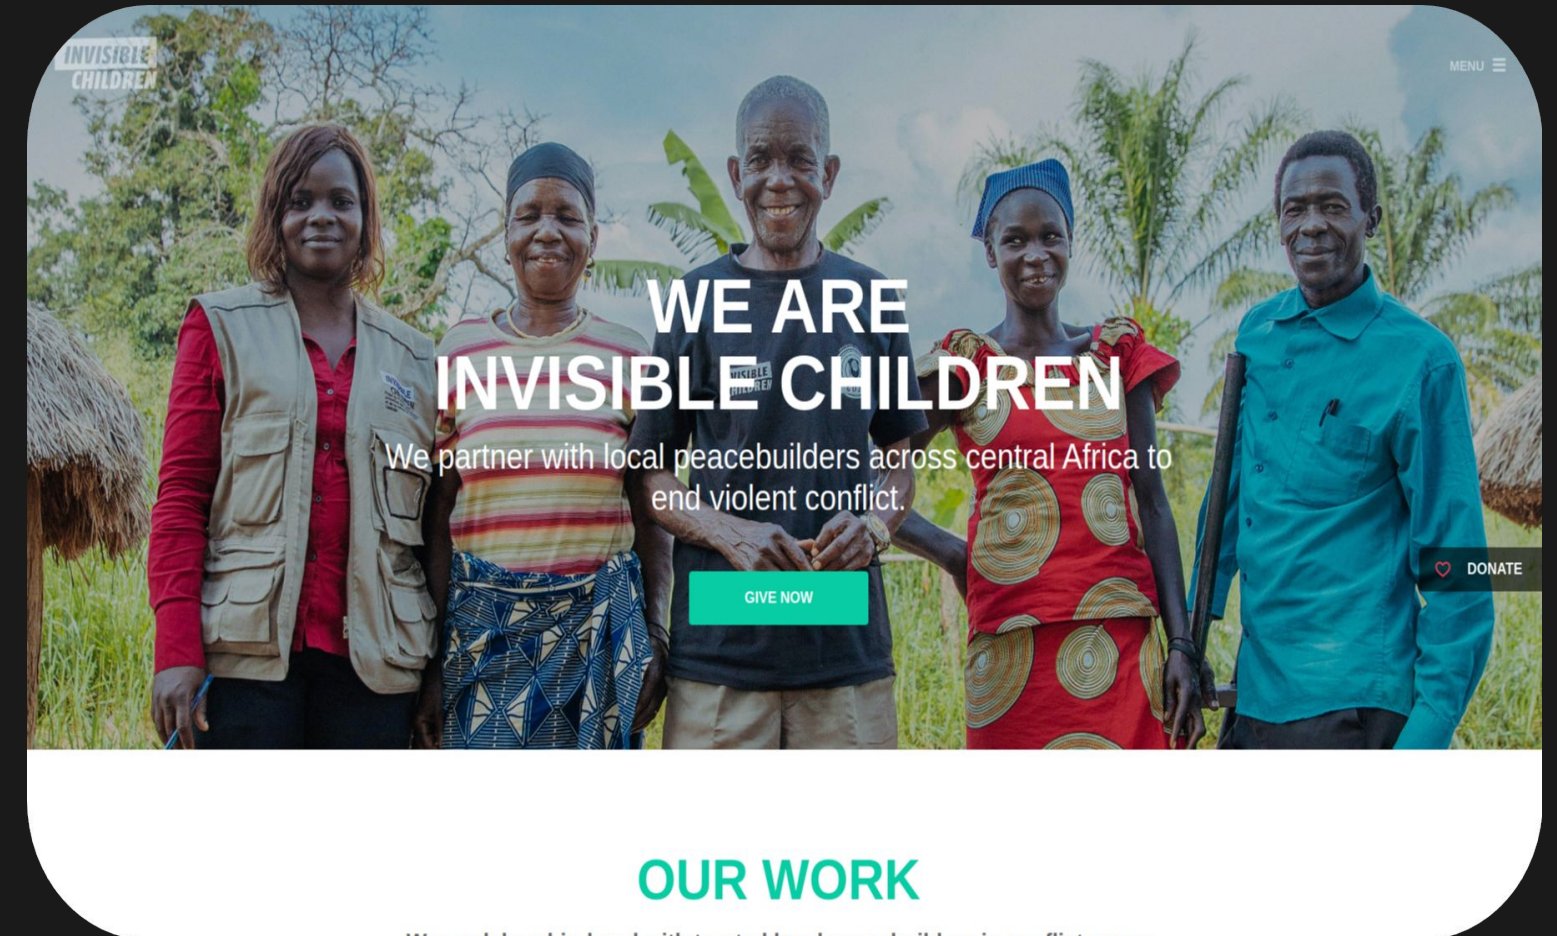 INVISIBLE
CHILDREN
MENU
WE ARE
INVISIBLE CHILDREN
We partner with local peacebuilders across central Africa to
end violent conflict.
GIVE NOW
DONATE
OUR WORK